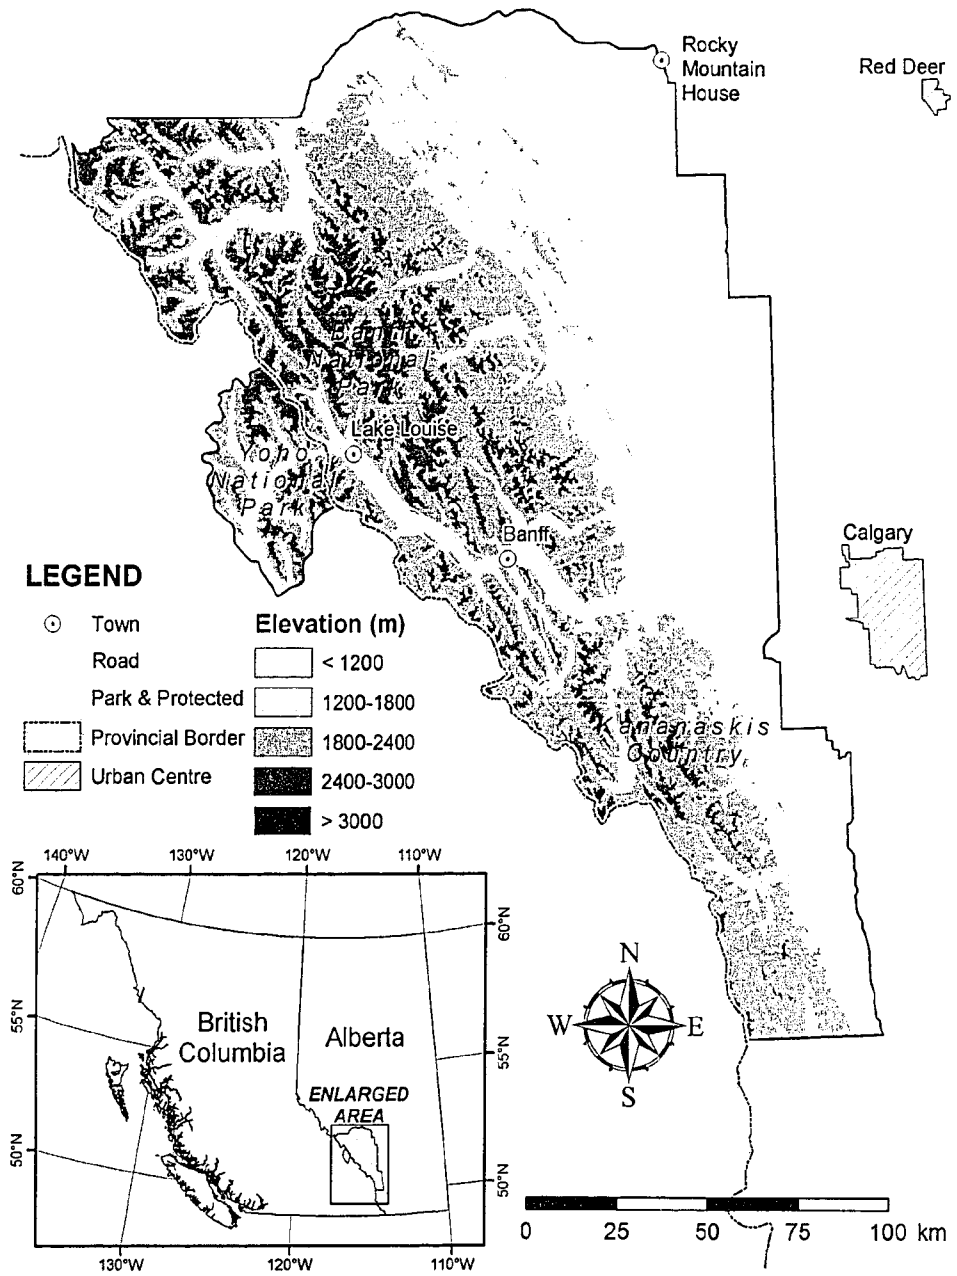 Rocky
Mountain
House
Red Deer
Banff
National
Park
Lake Louise
Yoho
National
Park
Banff
Calgary
Kananaskis
Country
LEGEND
Town
Road
Park & Protected
Provincial Border
Urban Centre
Elevation (m)
< 1200
1200-1800
1800-2400
2400-3000
> 3000
140°W 130°W 120°W 110°W
60°N
60°N
55°N
55°N
50°N
50°N
British
Columbia
Alberta
ENLARGED
AREA
130°W 120°W 110°W
N
W E
S
0 25 50 75 100 km